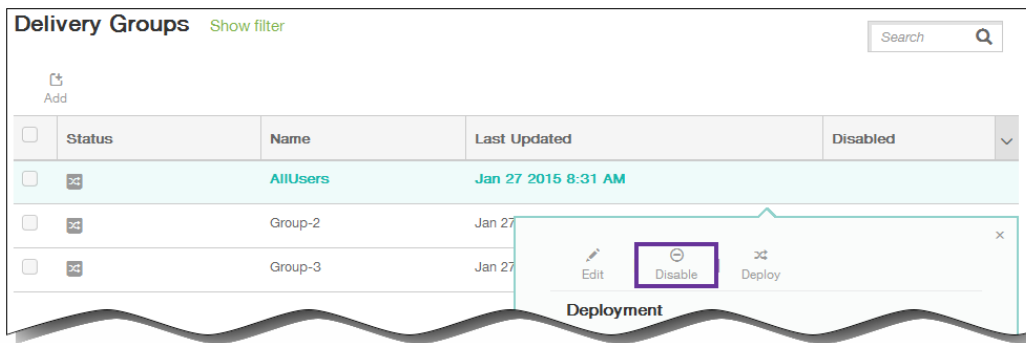 Delivery Groups Show filter
Search
Add
Status Name Last Updated Disabled
AllUsers Jan 27 2015 8:31 AM
Group-2 Jan 27
Group-3 Jan 27
×
Edit Disable Deploy
Deployment